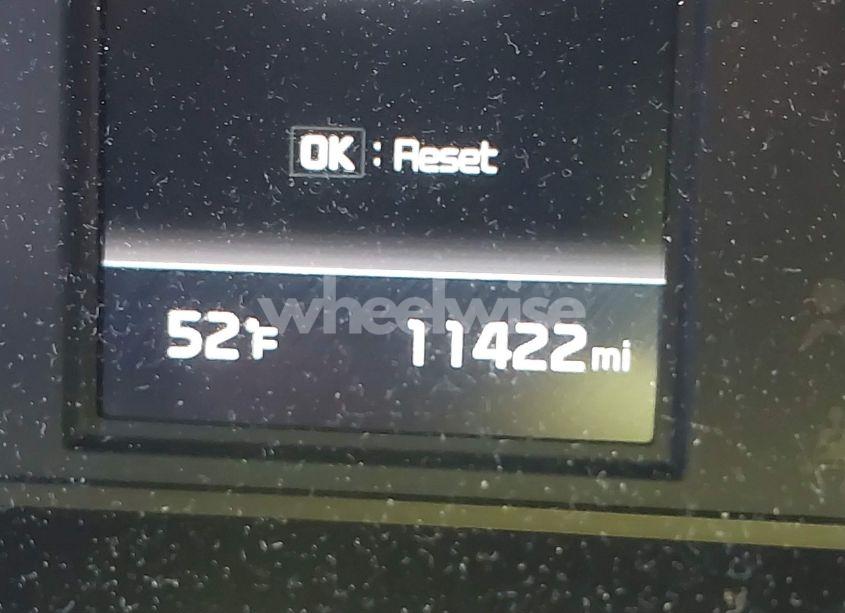 OK : Reset
wheelwise
52°F 11422 mi